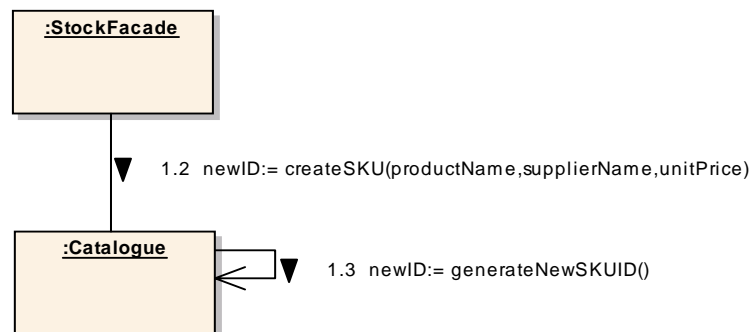 :StockFacade
1.2 newID:= createSKU(productName,supplierName,unitPrice)
:Catalogue
1.3 newID:= generateNewSKUID()